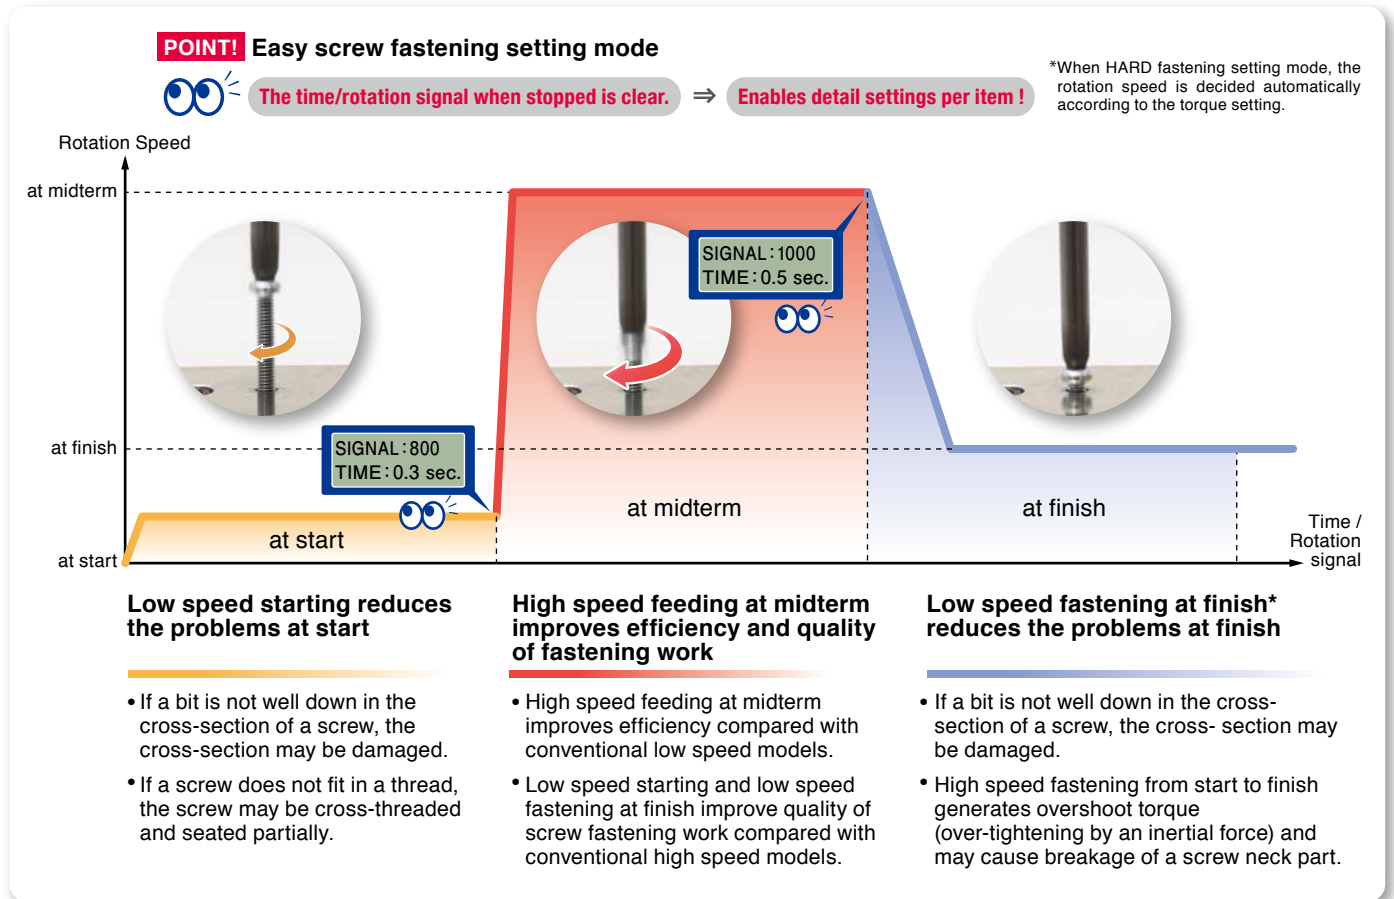 POINT! Easy screw fastening setting mode
The time/rotation signal when stopped is clear. ⇒ Enables detail settings per item !
*When HARD fastening setting mode, the
rotation speed is decided automatically
according to the torque setting.
Rotation Speed
at midterm
SIGNAL:1000
TIME:0.5 sec.
at finish
SIGNAL:800
TIME:0.3 sec.
at midterm
at finish
at start
Time /
Rotation
signal
at start
Low speed starting reduces
the problems at start
• If a bit is not well down in the
cross-section of a screw, the
cross-section may be damaged.
• If a screw does not fit in a thread,
the screw may be cross-threaded
and seated partially.
High speed feeding at midterm
improves efficiency and quality
of fastening work
• High speed feeding at midterm
improves efficiency compared with
conventional low speed models.
• Low speed starting and low speed
fastening at finish improve quality of
screw fastening work compared with
conventional high speed models.
Low speed fastening at finish*
reduces the problems at finish
• If a bit is not well down in the cross-
section of a screw, the cross- section may
be damaged.
• High speed fastening from start to finish
generates overshoot torque
(over-tightening by an inertial force) and
may cause breakage of a screw neck part.